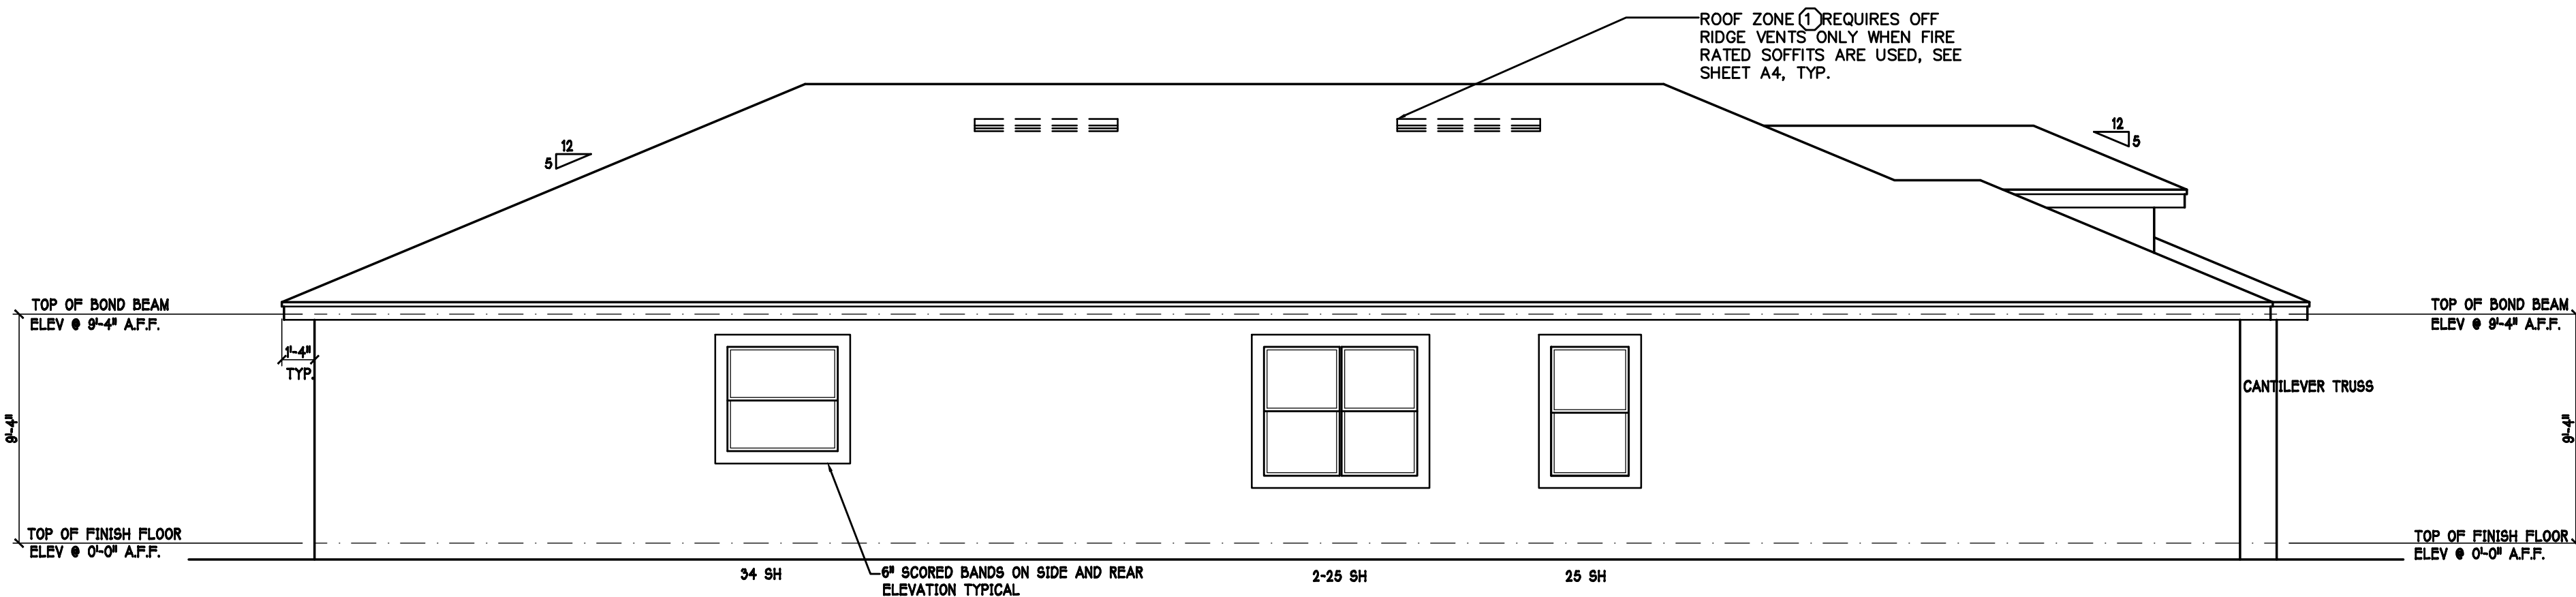 ROOF ZONE 1 REQUIRES OFF
RIDGE VENTS ONLY WHEN FIRE
RATED SOFFITS ARE USED, SEE
SHEET A4, TYP.
12
5
12
5
TOP OF BOND BEAM
ELEV @ 9'-4" A.F.F.
TOP OF BOND BEAM
ELEV @ 9'-4" A.F.F.
1'-4"
TYP.
CANTILEVER TRUSS
9'-4"
9'-4"
TOP OF FINISH FLOOR
ELEV @ 0'-0" A.F.F.
TOP OF FINISH FLOOR
ELEV @ 0'-0" A.F.F.
34 SH
6" SCORED BANDS ON SIDE AND REAR
ELEVATION TYPICAL
2-25 SH
25 SH